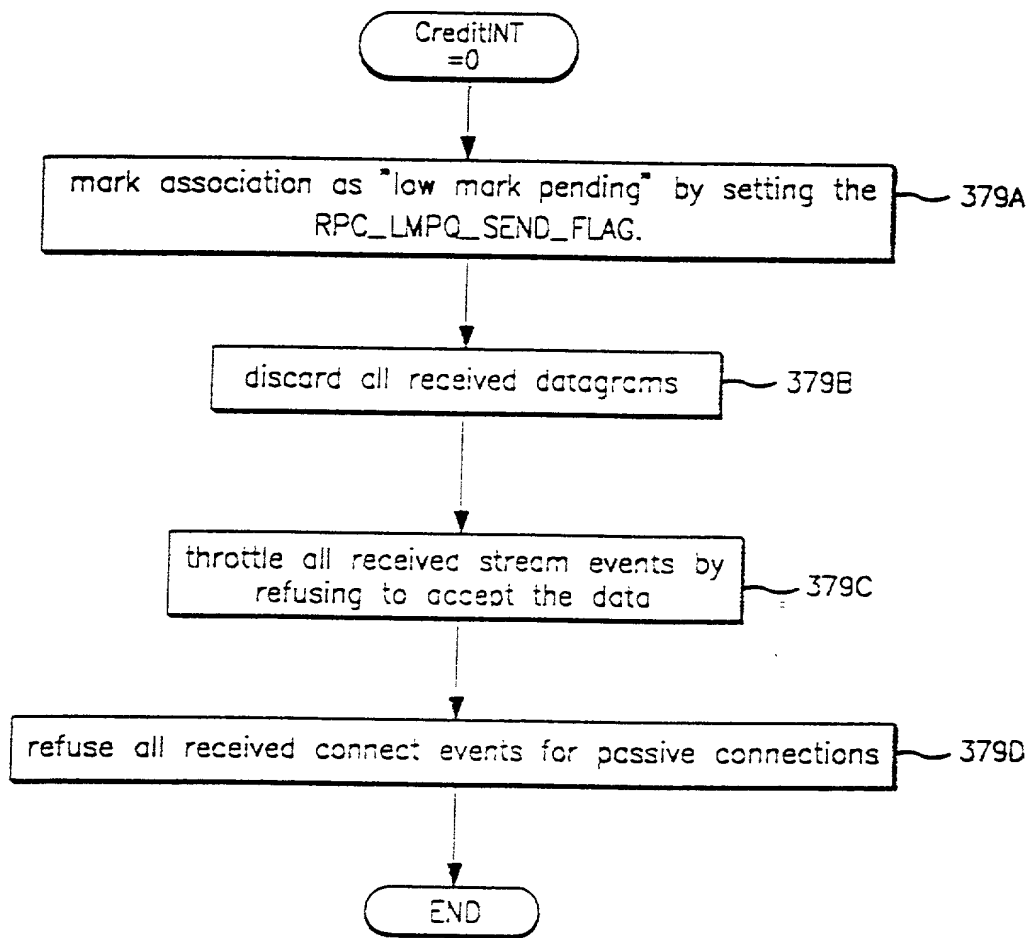 CreditINT
=0
mark association as "low mark pending" by setting the
RPC_LMPQ_SEND_FLAG.
379A
discard all received datagrams
379B
throttle all received stream events by
refusing to accept the data
379C
refuse all received connect events for passive connections
379D
END